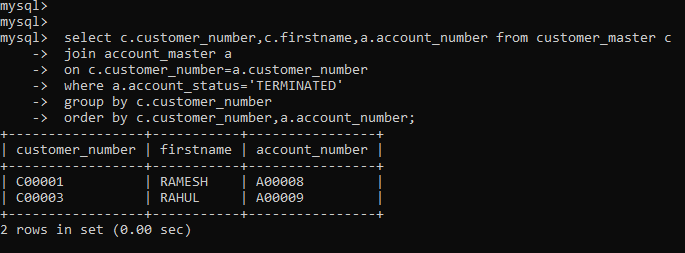 mysql>
mysql>
mysql>  select c.customer_number,c.firstname,a.account_number from customer_master c
    ->  join account_master a
    ->  on c.customer_number=a.customer_number
    ->  where a.account_status='TERMINATED'
    ->  group by c.customer_number
    ->  order by c.customer_number,a.account_number;
+-----------------+-----------+----------------+
| customer_number | firstname | account_number |
+-----------------+-----------+----------------+
| C00001          | RAMESH    | A00008         |
| C00003          | RAHUL     | A00009         |
+-----------------+-----------+----------------+
2 rows in set (0.00 sec)